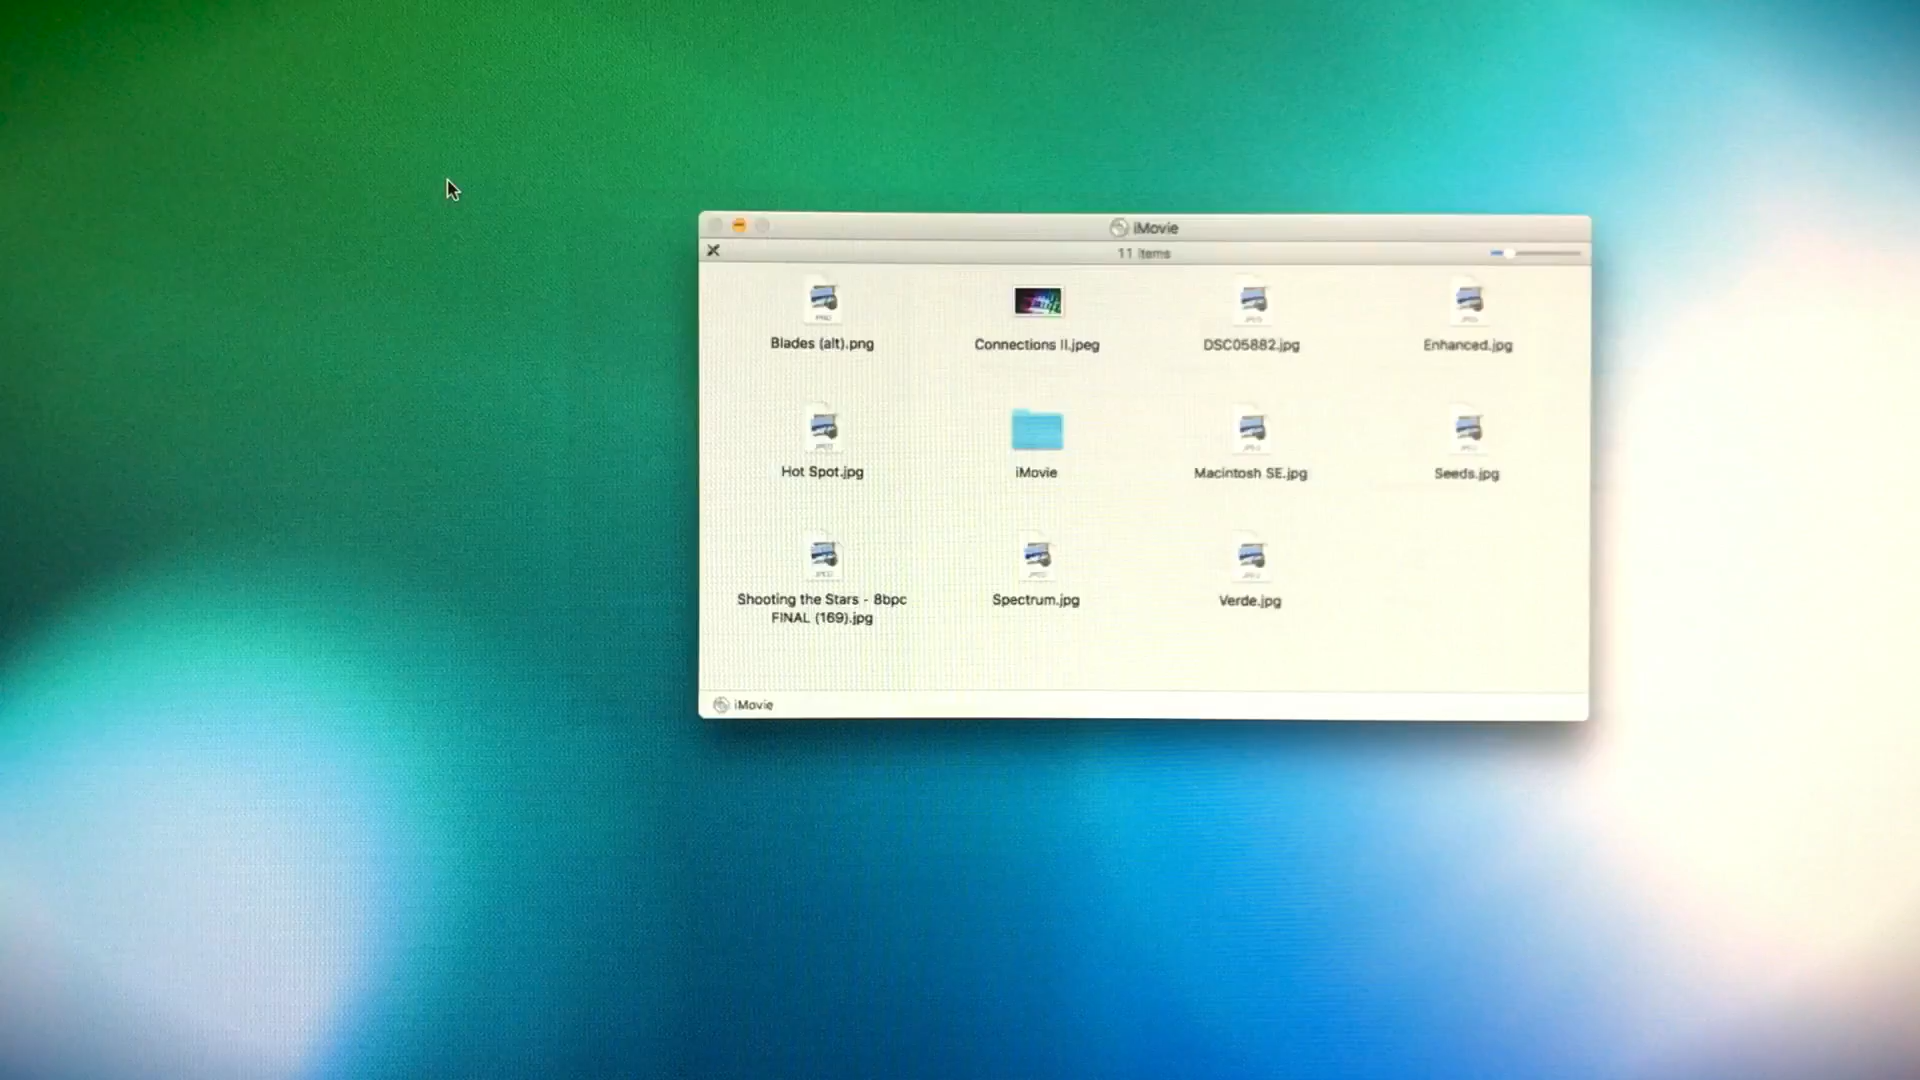 iMovie
11 items
Blades (alt).png
Connections II.jpeg
DSC05882.jpg
Enhanced.jpg
Hot Spot.jpg
iMovie
Macintosh SE.jpg
Seeds.jpg
Shooting the Stars - 8bpc
FINAL (169).jpg
Spectrum.jpg
Verde.jpg
iMovie